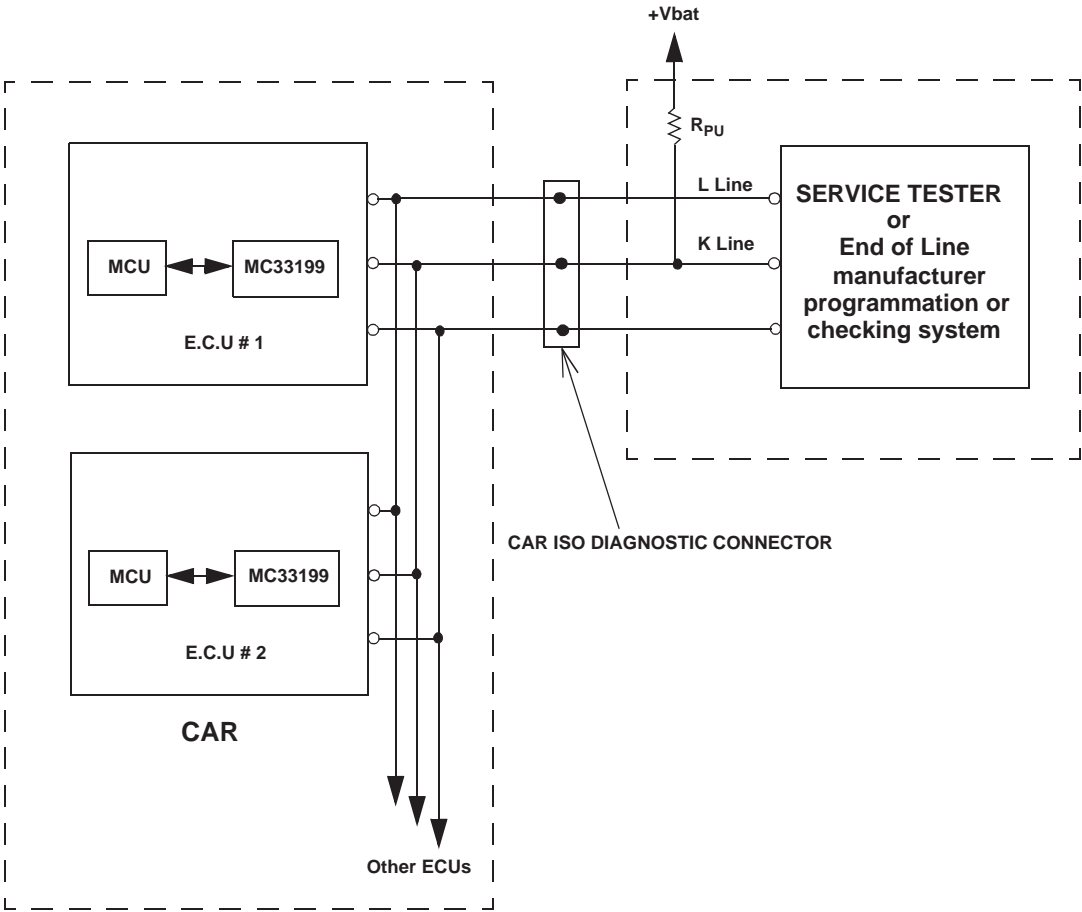 +Vbat
RPU
L Line
K Line
SERVICE TESTER
or
End of Line
manufacturer
programmation or
checking system
MCU
MC33199
E.C.U # 1
CAR ISO DIAGNOSTIC CONNECTOR
MCU
MC33199
E.C.U # 2
CAR
Other ECUs